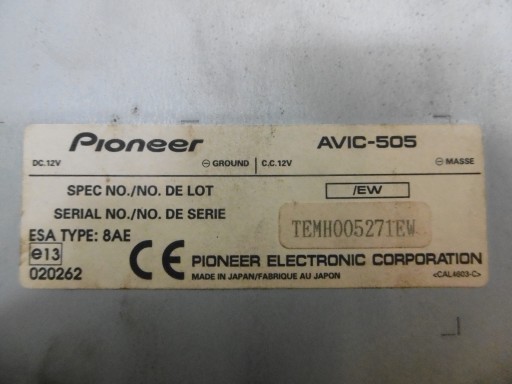 Pioneer AVIC-505
DC.12V ⊖ GROUND C.C.12V ⊖ MASSE
SPEC NO./NO. DE LOT /EW
SERIAL NO./NO. DE SERIE TEMH005271EW
ESA TYPE: 8AE
e13
020262
CE PIONEER ELECTRONIC CORPORATION
MADE IN JAPAN/FABRIQUE AU JAPON <CAL4603-C>